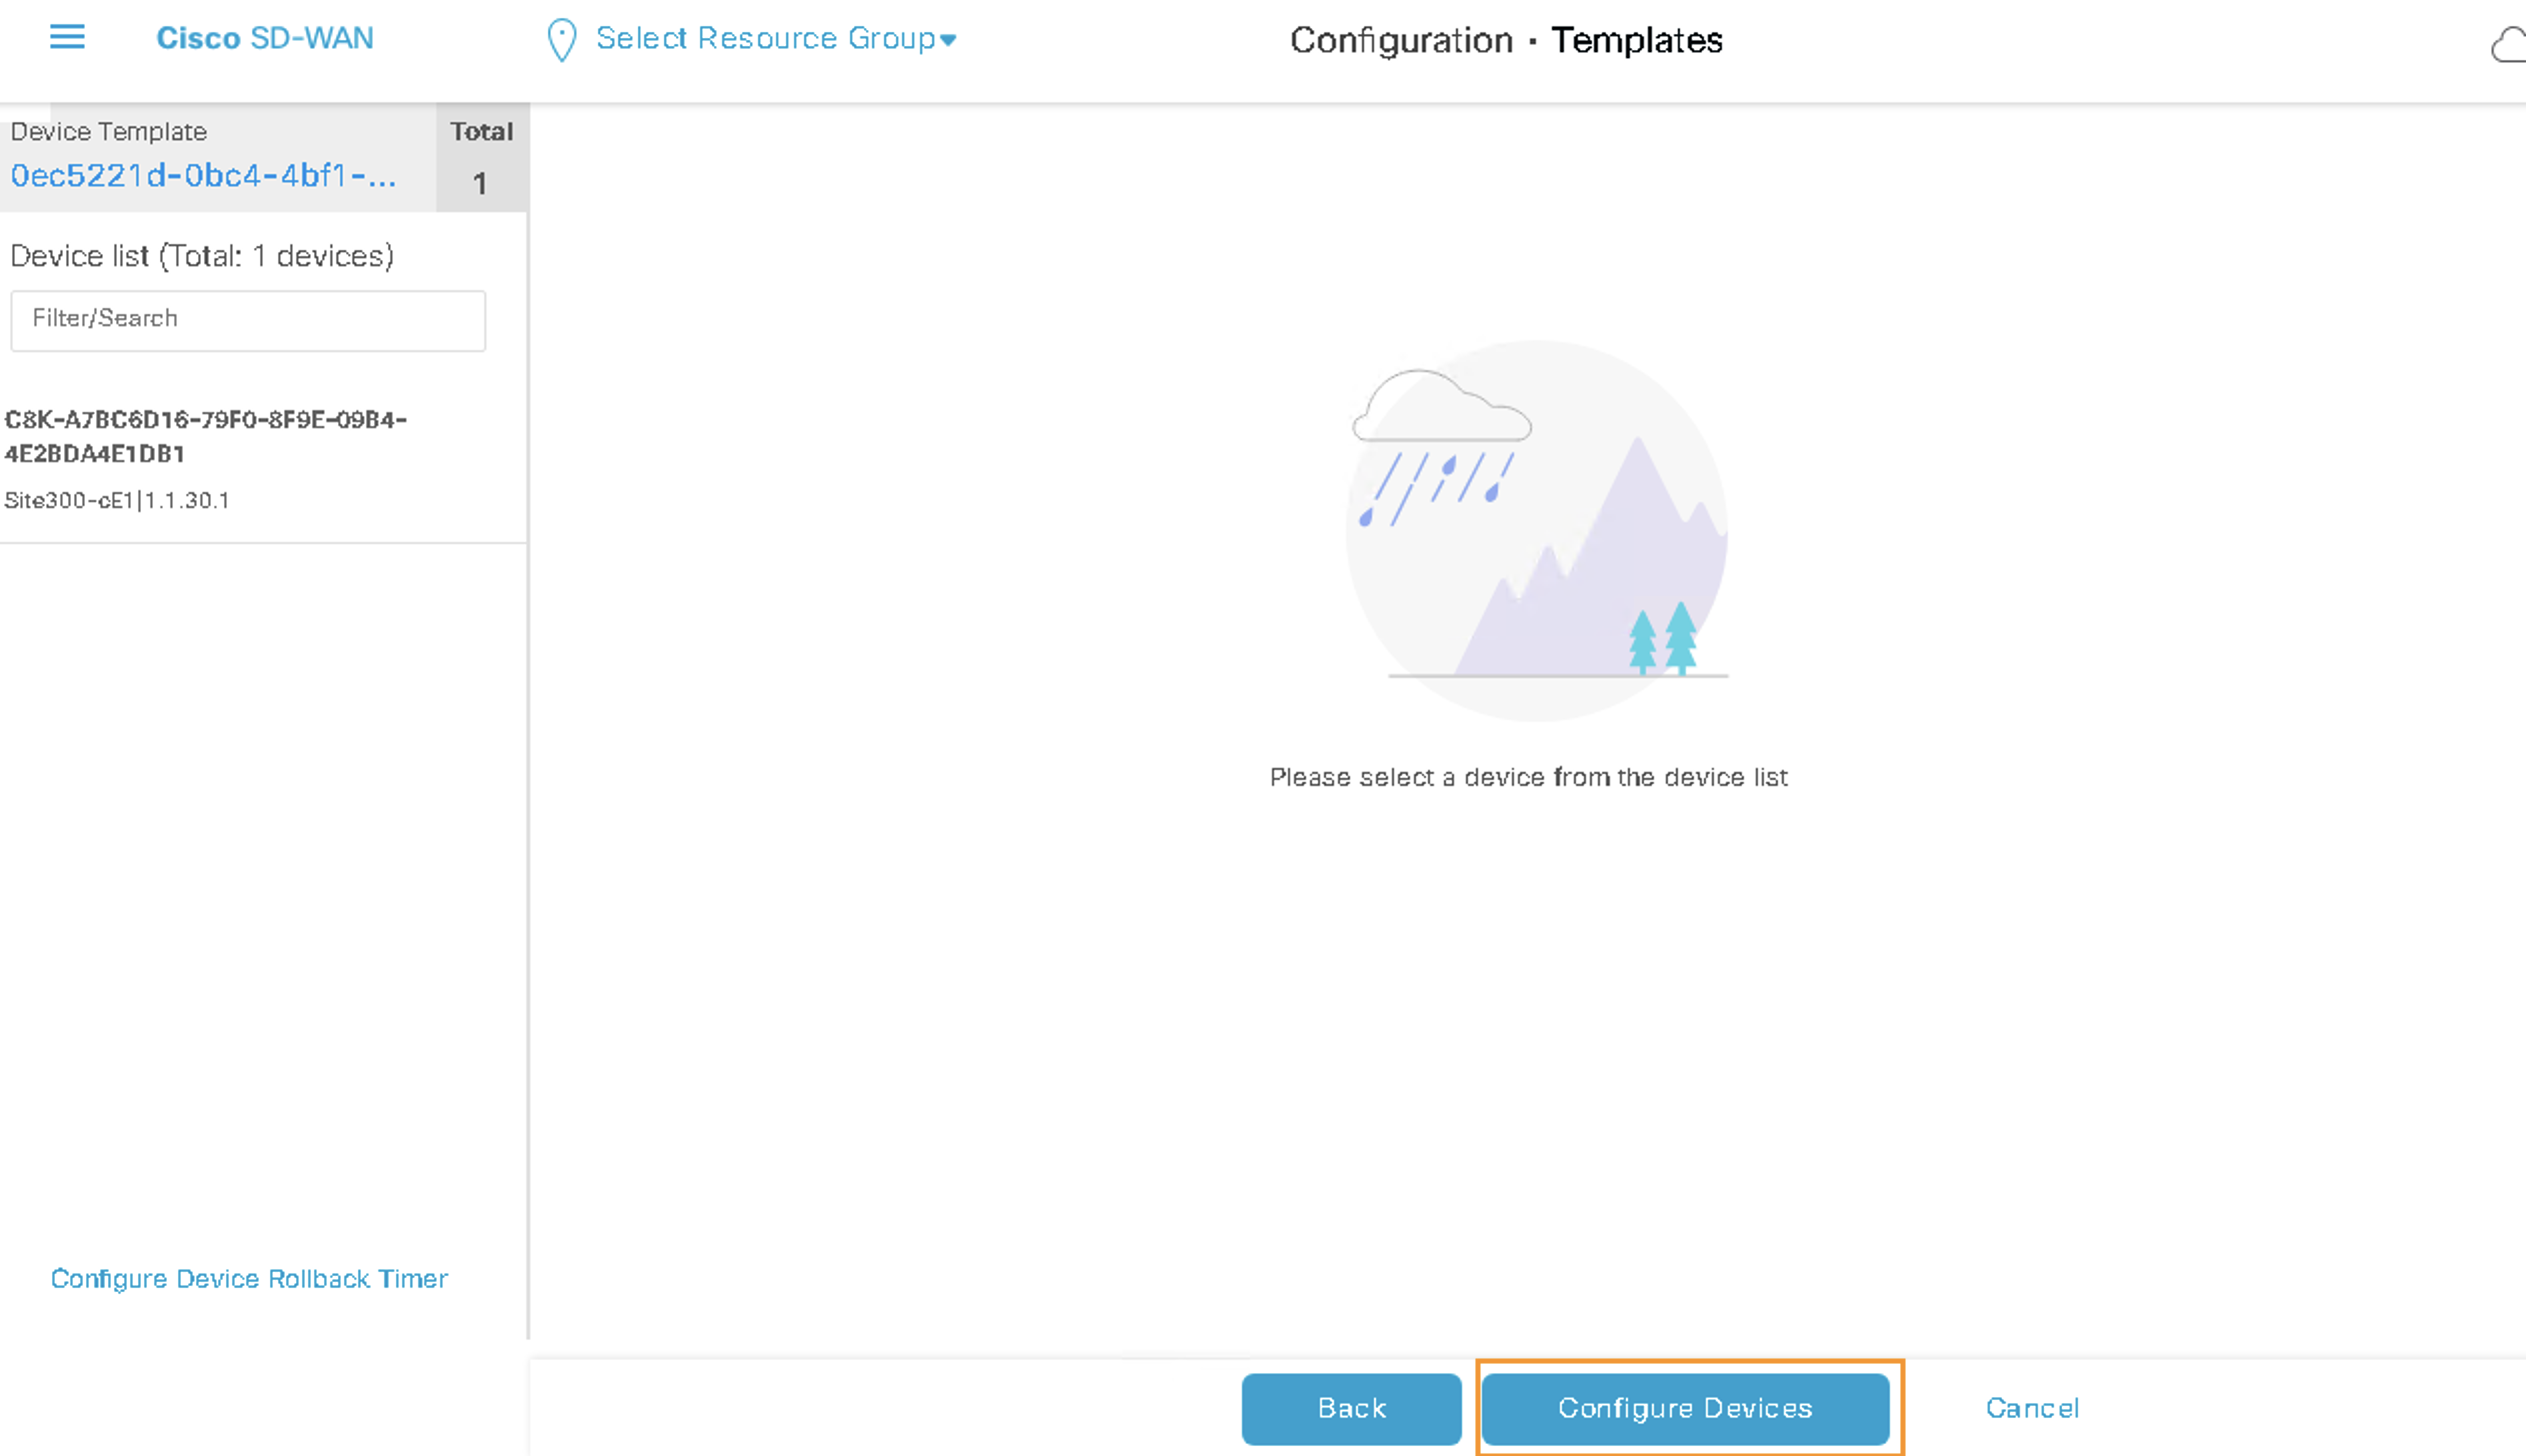 Cisco SD-WAN
Select Resource Group
Configuration · Templates
Device Template
0ec5221d-0bc4-4bf1-...
Total
1
Device list (Total: 1 devices)
Filter/Search
C8K-A7BC6D16-79F0-8F9E-09B4-
4E2BDA4E1DB1
Site300-cE1|1.1.30.1
Please select a device from the device list
Configure Device Rollback Timer
Back
Configure Devices
Cancel